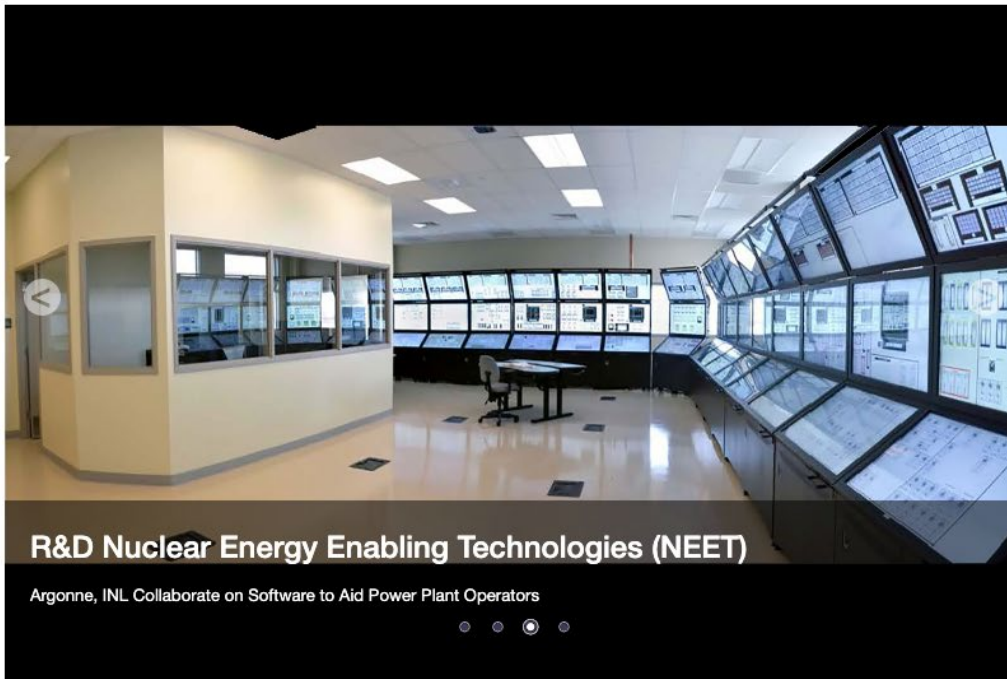 R&D Nuclear Energy Enabling Technologies (NEET)
Argonne, INL Collaborate on Software to Aid Power Plant Operators